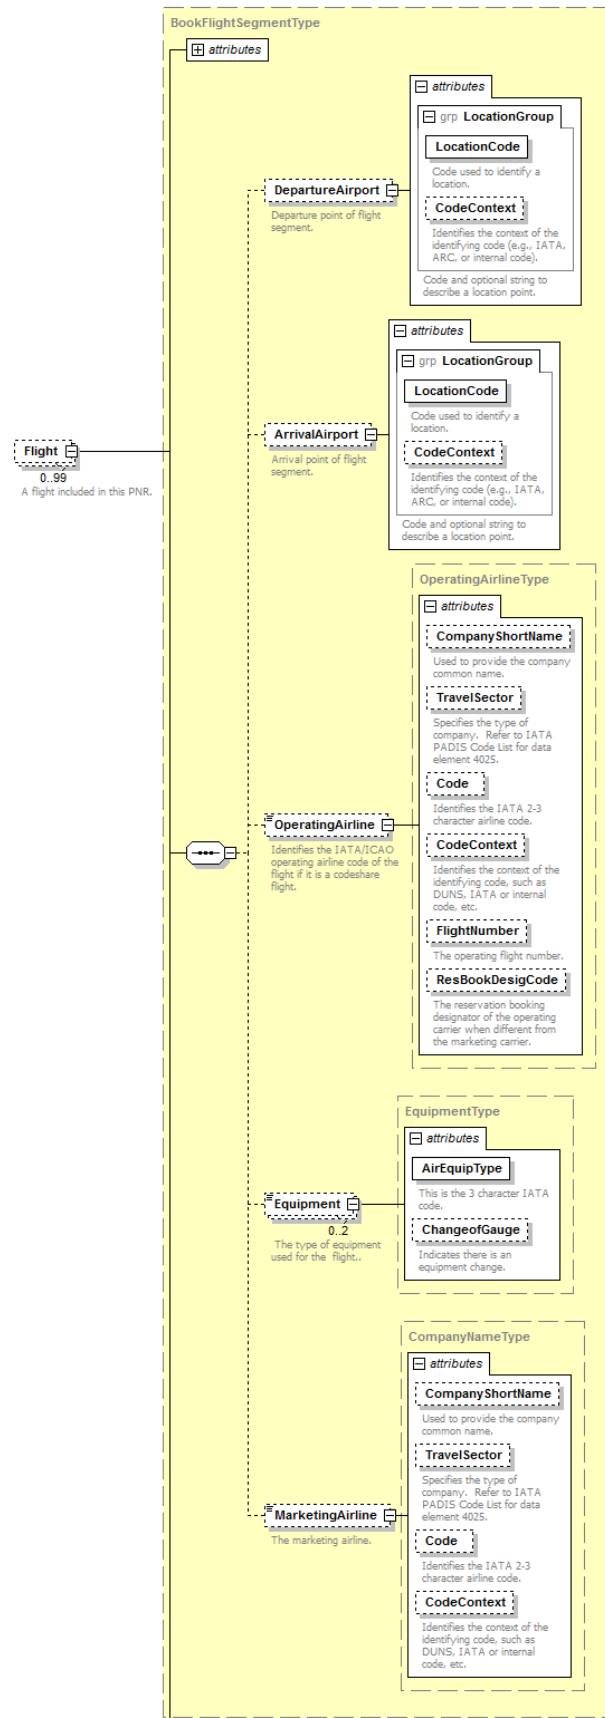 BookFlightSegmentType
attributes
attributes
grp LocationGroup
LocationCode
Code used to identify a
location.
DepartureAirport
Departure point of flight
segment.
CodeContext
Identifies the context of the
identifying code (e.g., IATA,
ARC, or internal code).
Code and optional string to
describe a location point.
attributes
grp LocationGroup
LocationCode
Code used to identify a
location.
ArrivalAirport
Arrival point of flight
segment.
CodeContext
Identifies the context of the
identifying code (e.g., IATA,
ARC, or internal code).
Code and optional string to
describe a location point.
Flight
0..99
A flight included in this PNR.
OperatingAirlineType
attributes
CompanyShortName
Used to provide the company
common name.
TravelSector
Specifies the type of
company. Refer to IATA
PADIS Code List for data
element 4025.
Code
Identifies the IATA 2-3
character airline code.
OperatingAirline
Identifies the IATA/ICAO
operating airline code of the
flight if it is a codeshare
flight.
CodeContext
Identifies the context of the
identifying code, such as
DUNS, IATA or internal
code, etc.
FlightNumber
The operating flight number.
ResBookDesigCode
The reservation booking
designator of the operating
carrier when different from
the marketing carrier.
EquipmentType
attributes
AirEquipType
This is the 3 character IATA
code.
Equipment
0..2
The type of equipment
used for the flight..
ChangeofGauge
Indicates there is an
equipment change.
CompanyNameType
attributes
CompanyShortName
Used to provide the company
common name.
TravelSector
Specifies the type of
company. Refer to IATA
PADIS Code List for data
element 4025.
MarketingAirline
The marketing airline.
Code
Identifies the IATA 2-3
character airline code.
CodeContext
Identifies the context of the
identifying code, such as
DUNS, IATA or internal
code, etc.